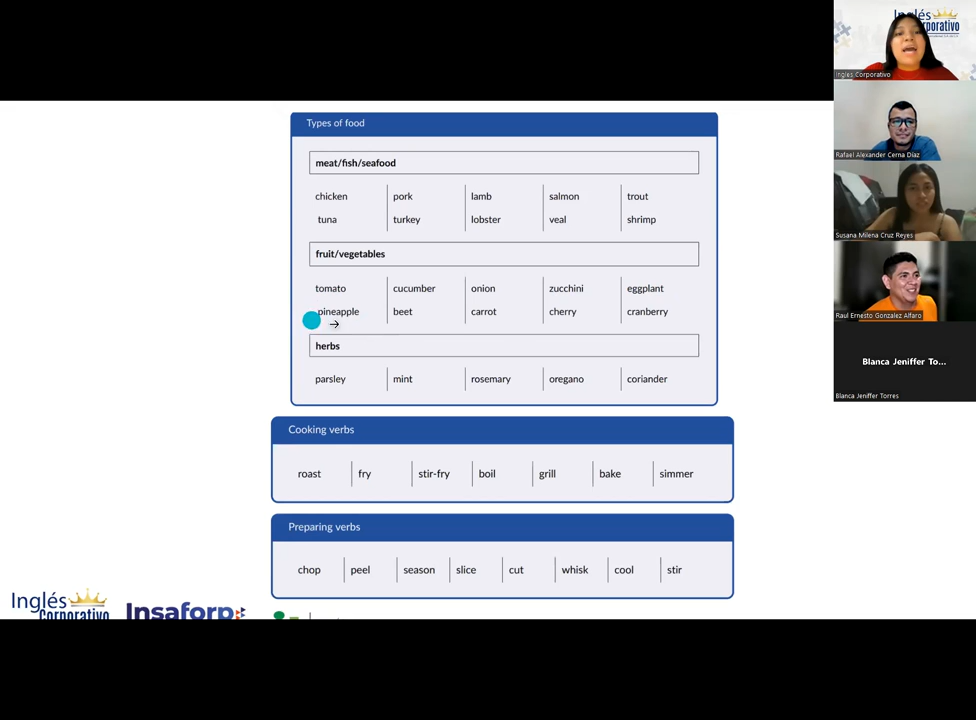 Types of food
meat/fish/seafood
chicken pork lamb salmon trout
tuna turkey lobster veal shrimp
fruit/vegetables
tomato cucumber onion zucchini eggplant
pineapple beet carrot cherry cranberry
herbs
parsley mint rosemary oregano coriander
Cooking verbs
roast fry stir-fry boil grill bake simmer
Preparing verbs
chop peel season slice cut whisk cool stir
Inglés
Corporativo
Insaforp
Inglés
Corporativo
Rafael Alexander Cerna Díaz
Susana Milena Cruz Reyes
Raul Ernesto Gonzalez Alfaro
Blanca Jeniffer To...
Blanca Jeniffer Torres